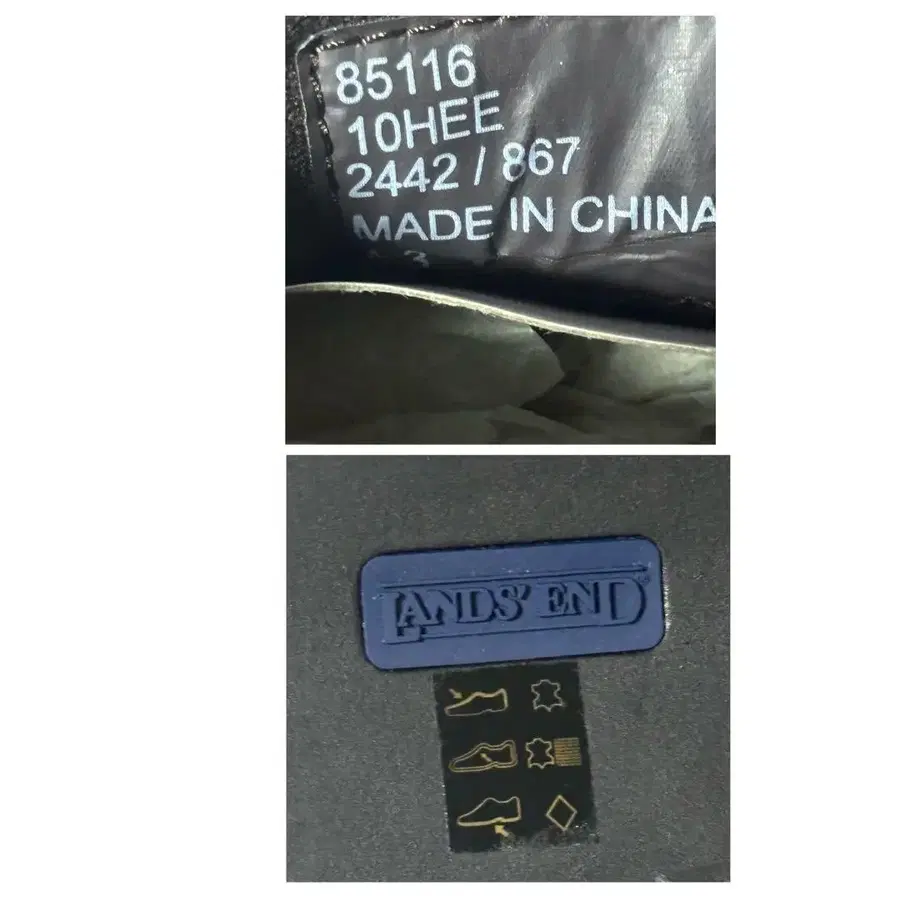 85116
10HEE
2442 / 867
MADE IN CHINA
LANDS' END®